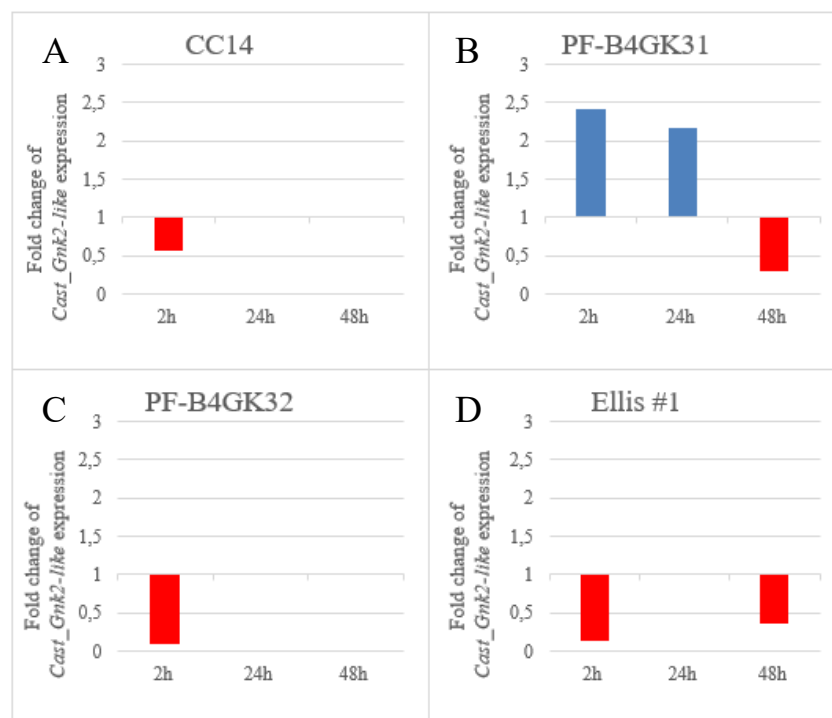 A
CC14
Fold change of
Cast_Gnk2-like expression
3
2,5
2
1,5
1
0,5
0
2h 24h 48h
B
PF-B4GK31
Fold change of
Cast_Gnk2-like expression
3
2,5
2
1,5
1
0,5
0
2h 24h 48h
C
PF-B4GK32
Fold change of
Cast_Gnk2-like expression
3
2,5
2
1,5
1
0,5
0
2h 24h 48h
D
Ellis #1
Fold change of
Cast_Gnk2-like expression
3
2,5
2
1,5
1
0,5
0
2h 24h 48h